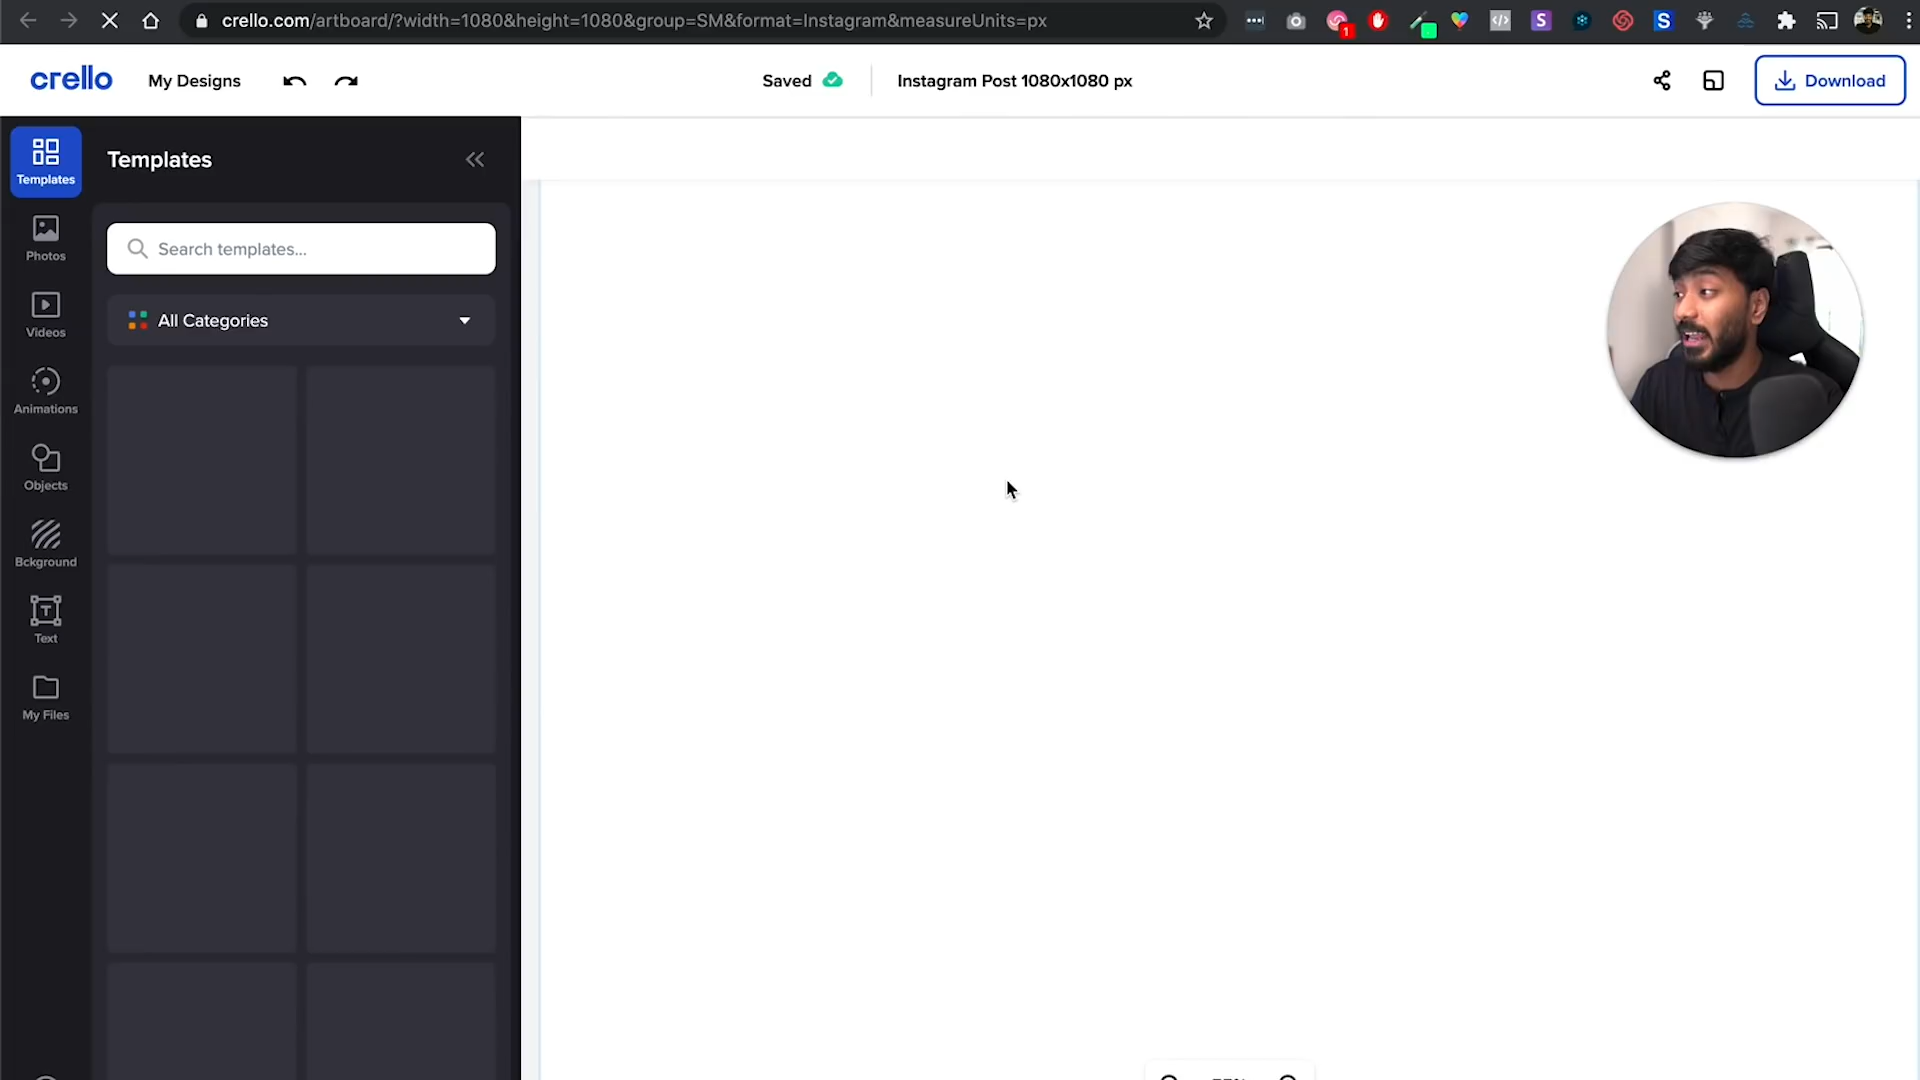 crello.com/artboard/?width=1080&height=1080&group=SM&format=Instagram&measureUnits=px
1
S
S
crello
My Designs
Saved
Instagram Post 1080x1080 px
Download
Templates
Templates
Search templates...
Photos
All Categories
Videos
Animations
Objects
Bckground
T
Text
My Files